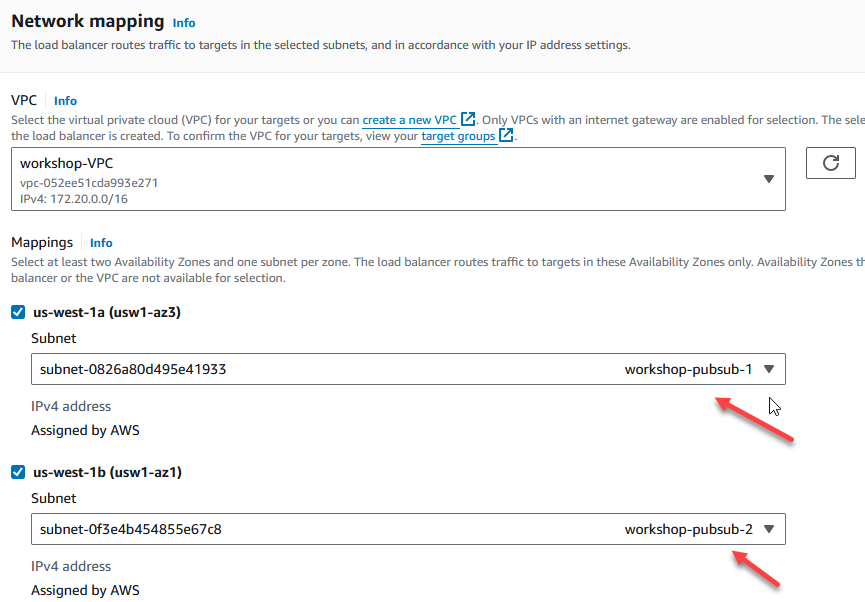 Network mapping Info
The load balancer routes traffic to targets in the selected subnets, and in accordance with your IP address settings.
VPC Info
Select the virtual private cloud (VPC) for your targets or you can create a new VPC. Only VPCs with an internet gateway are enabled for selection. The sele
the load balancer is created. To confirm the VPC for your targets, view your target groups.
workshop-VPC
vpc-052ee51cda993e271
IPv4: 172.20.0.0/16
Mappings Info
Select at least two Availability Zones and one subnet per zone. The load balancer routes traffic to targets in these Availability Zones only. Availability Zones th
balancer or the VPC are not available for selection.
us-west-1a (usw1-az3)
Subnet
subnet-0826a80d495e41933 workshop-pubsub-1
IPv4 address
Assigned by AWS
us-west-1b (usw1-az1)
Subnet
subnet-0f3e4b454855e67c8 workshop-pubsub-2
IPv4 address
Assigned by AWS